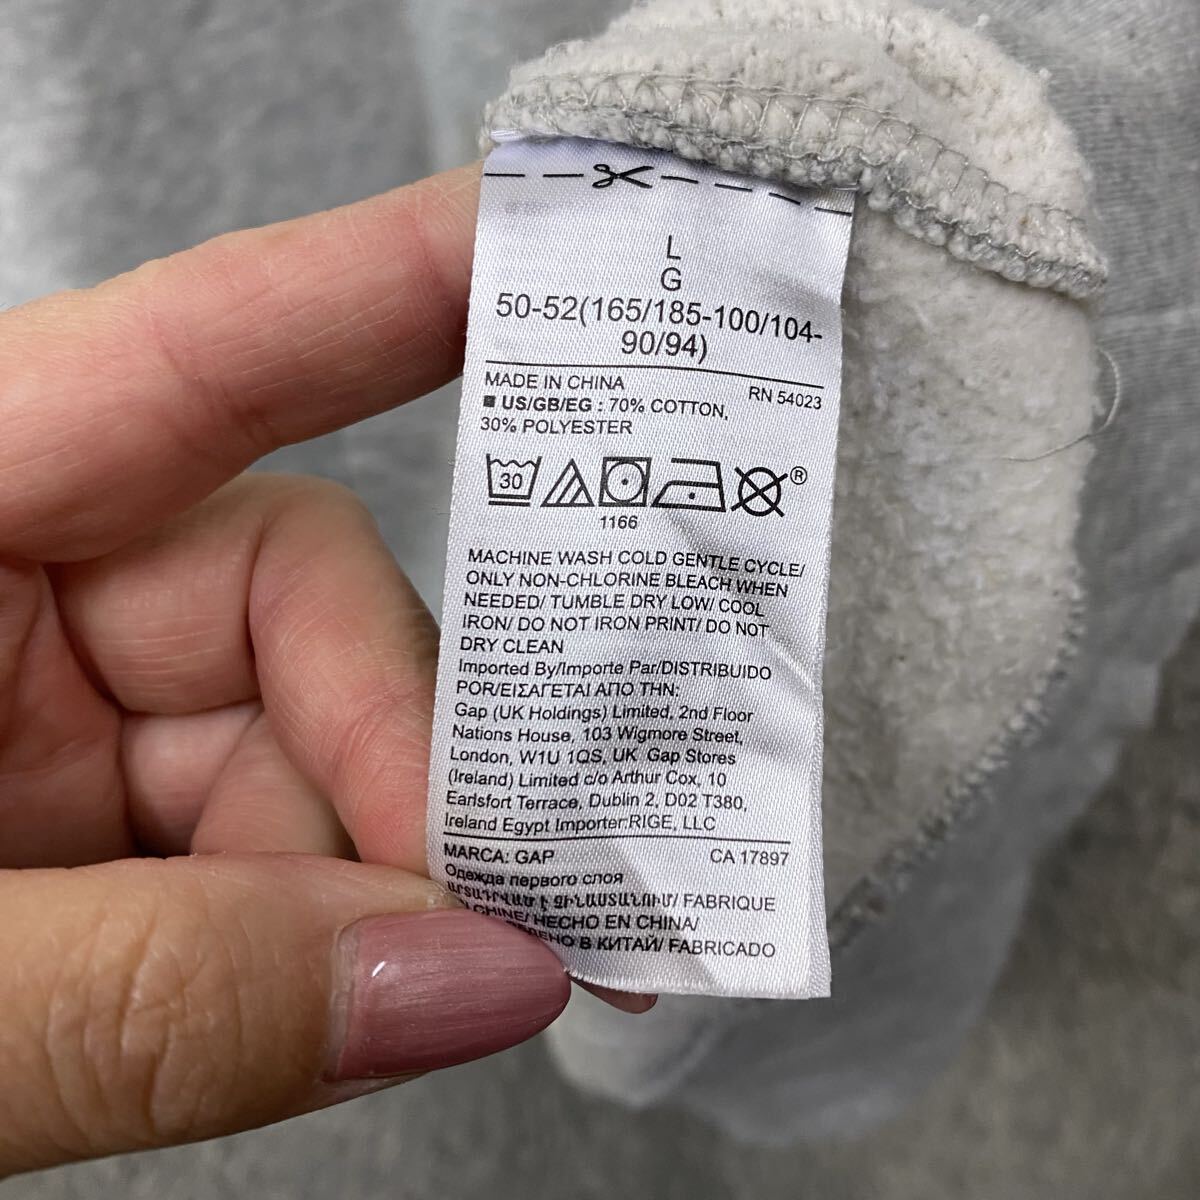 L
G
50-52(165/185-100/104-
90/94)
MADE IN CHINA RN 54023
US/GB/EG : 70% COTTON,
30% POLYESTER
30
®
1166
MACHINE WASH COLD GENTLE CYCLE/
ONLY NON-CHLORINE BLEACH WHEN
NEEDED/ TUMBLE DRY LOW/ COOL
IRON/ DO NOT IRON PRINT/ DO NOT
DRY CLEAN
Imported By/Importe Par/DISTRIBUIDO
POR/ΕΙΣΑΓΕΤΑΙ ΑΠΟ ΤΗΝ:
Gap (UK Holdings) Limited, 2nd Floor
Nations House, 103 Wigmore Street,
London, W1U 1QS, UK Gap Stores
(Ireland) Limited c/o Arthur Cox, 10
Earlsfort Terrace, Dublin 2, D02 T380,
Ireland Egypt Importer:RIGE, LLC
MARCA: GAP CA 17897
Одежда первого слоя
ԱՐՏԱԴՐՎԱԾ Է ՉԻՆԱՍՏԱՆՈՒՄ/ FABRIQUE
CHINE/ HECHO EN CHINA/
В КИТАЙ/ FABRICADO